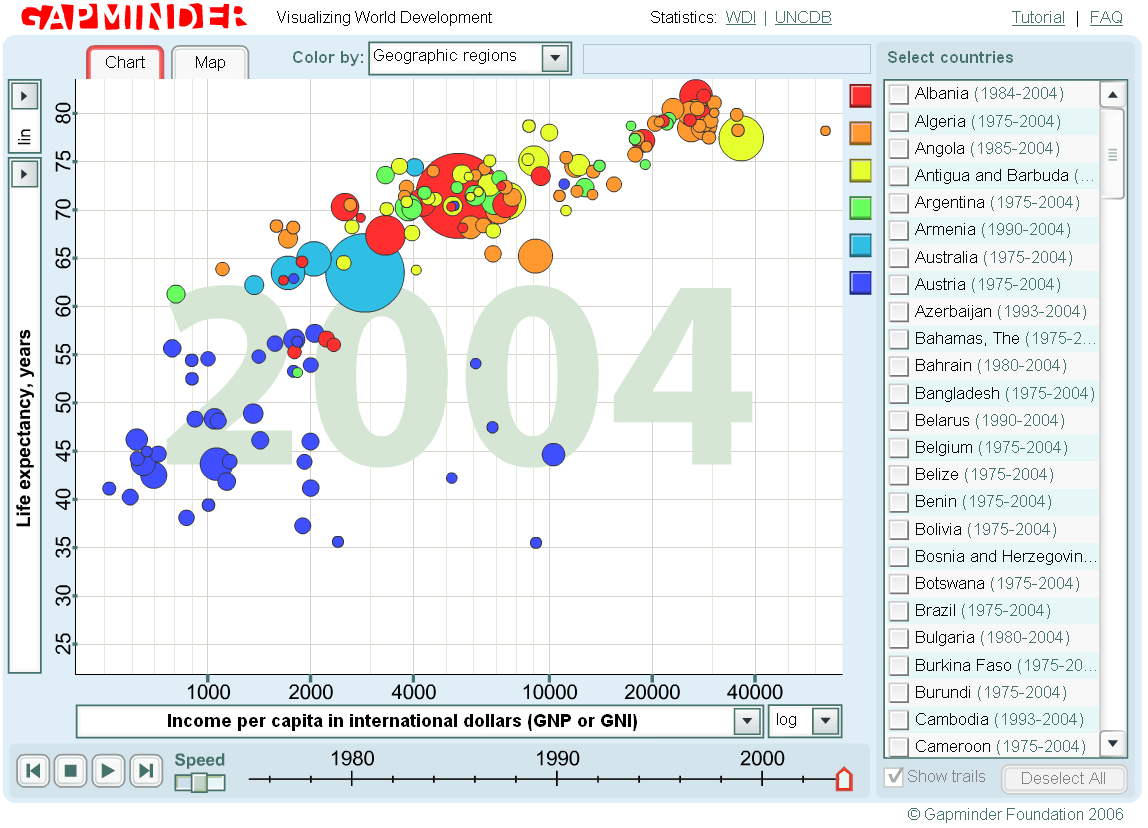 GAPMINDER Visualizing World Development Statistics: WDI | UNCDB Tutorial | FAQ
Chart Map Color by: Geographic regions Select countries
lin
Life expectancy, years
80
75
70
65
60
55
50
45
40
35
30
25
2004
1000 2000 4000 10000 20000 40000
Income per capita in international dollars (GNP or GNI) log
Speed 1980 1990 2000
Albania (1984-2004)
Algeria (1975-2004)
Angola (1985-2004)
Antigua and Barbuda (...
Argentina (1975-2004)
Armenia (1990-2004)
Australia (1975-2004)
Austria (1975-2004)
Azerbaijan (1993-2004)
Bahamas, The (1975-2...
Bahrain (1980-2004)
Bangladesh (1975-2004)
Belarus (1990-2004)
Belgium (1975-2004)
Belize (1975-2004)
Benin (1975-2004)
Bolivia (1975-2004)
Bosnia and Herzegovin...
Botswana (1975-2004)
Brazil (1975-2004)
Bulgaria (1980-2004)
Burkina Faso (1975-20...
Burundi (1975-2004)
Cambodia (1993-2004)
Cameroon (1975-2004)
Show trails Deselect All
© Gapminder Foundation 2006